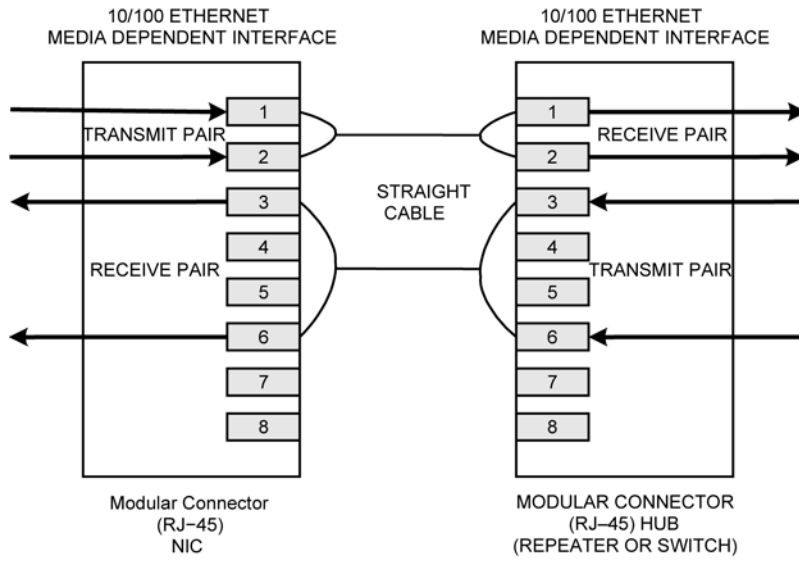 10/100 ETHERNET
MEDIA DEPENDENT INTERFACE
1
TRANSMIT PAIR
2
3
4
RECEIVE PAIR
5
6
7
8
Modular Connector
(RJ−45)
NIC
STRAIGHT
CABLE
10/100 ETHERNET
MEDIA DEPENDENT INTERFACE
1
RECEIVE PAIR
2
3
4
TRANSMIT PAIR
5
6
7
8
MODULAR CONNECTOR
(RJ–45) HUB
(REPEATER OR SWITCH)